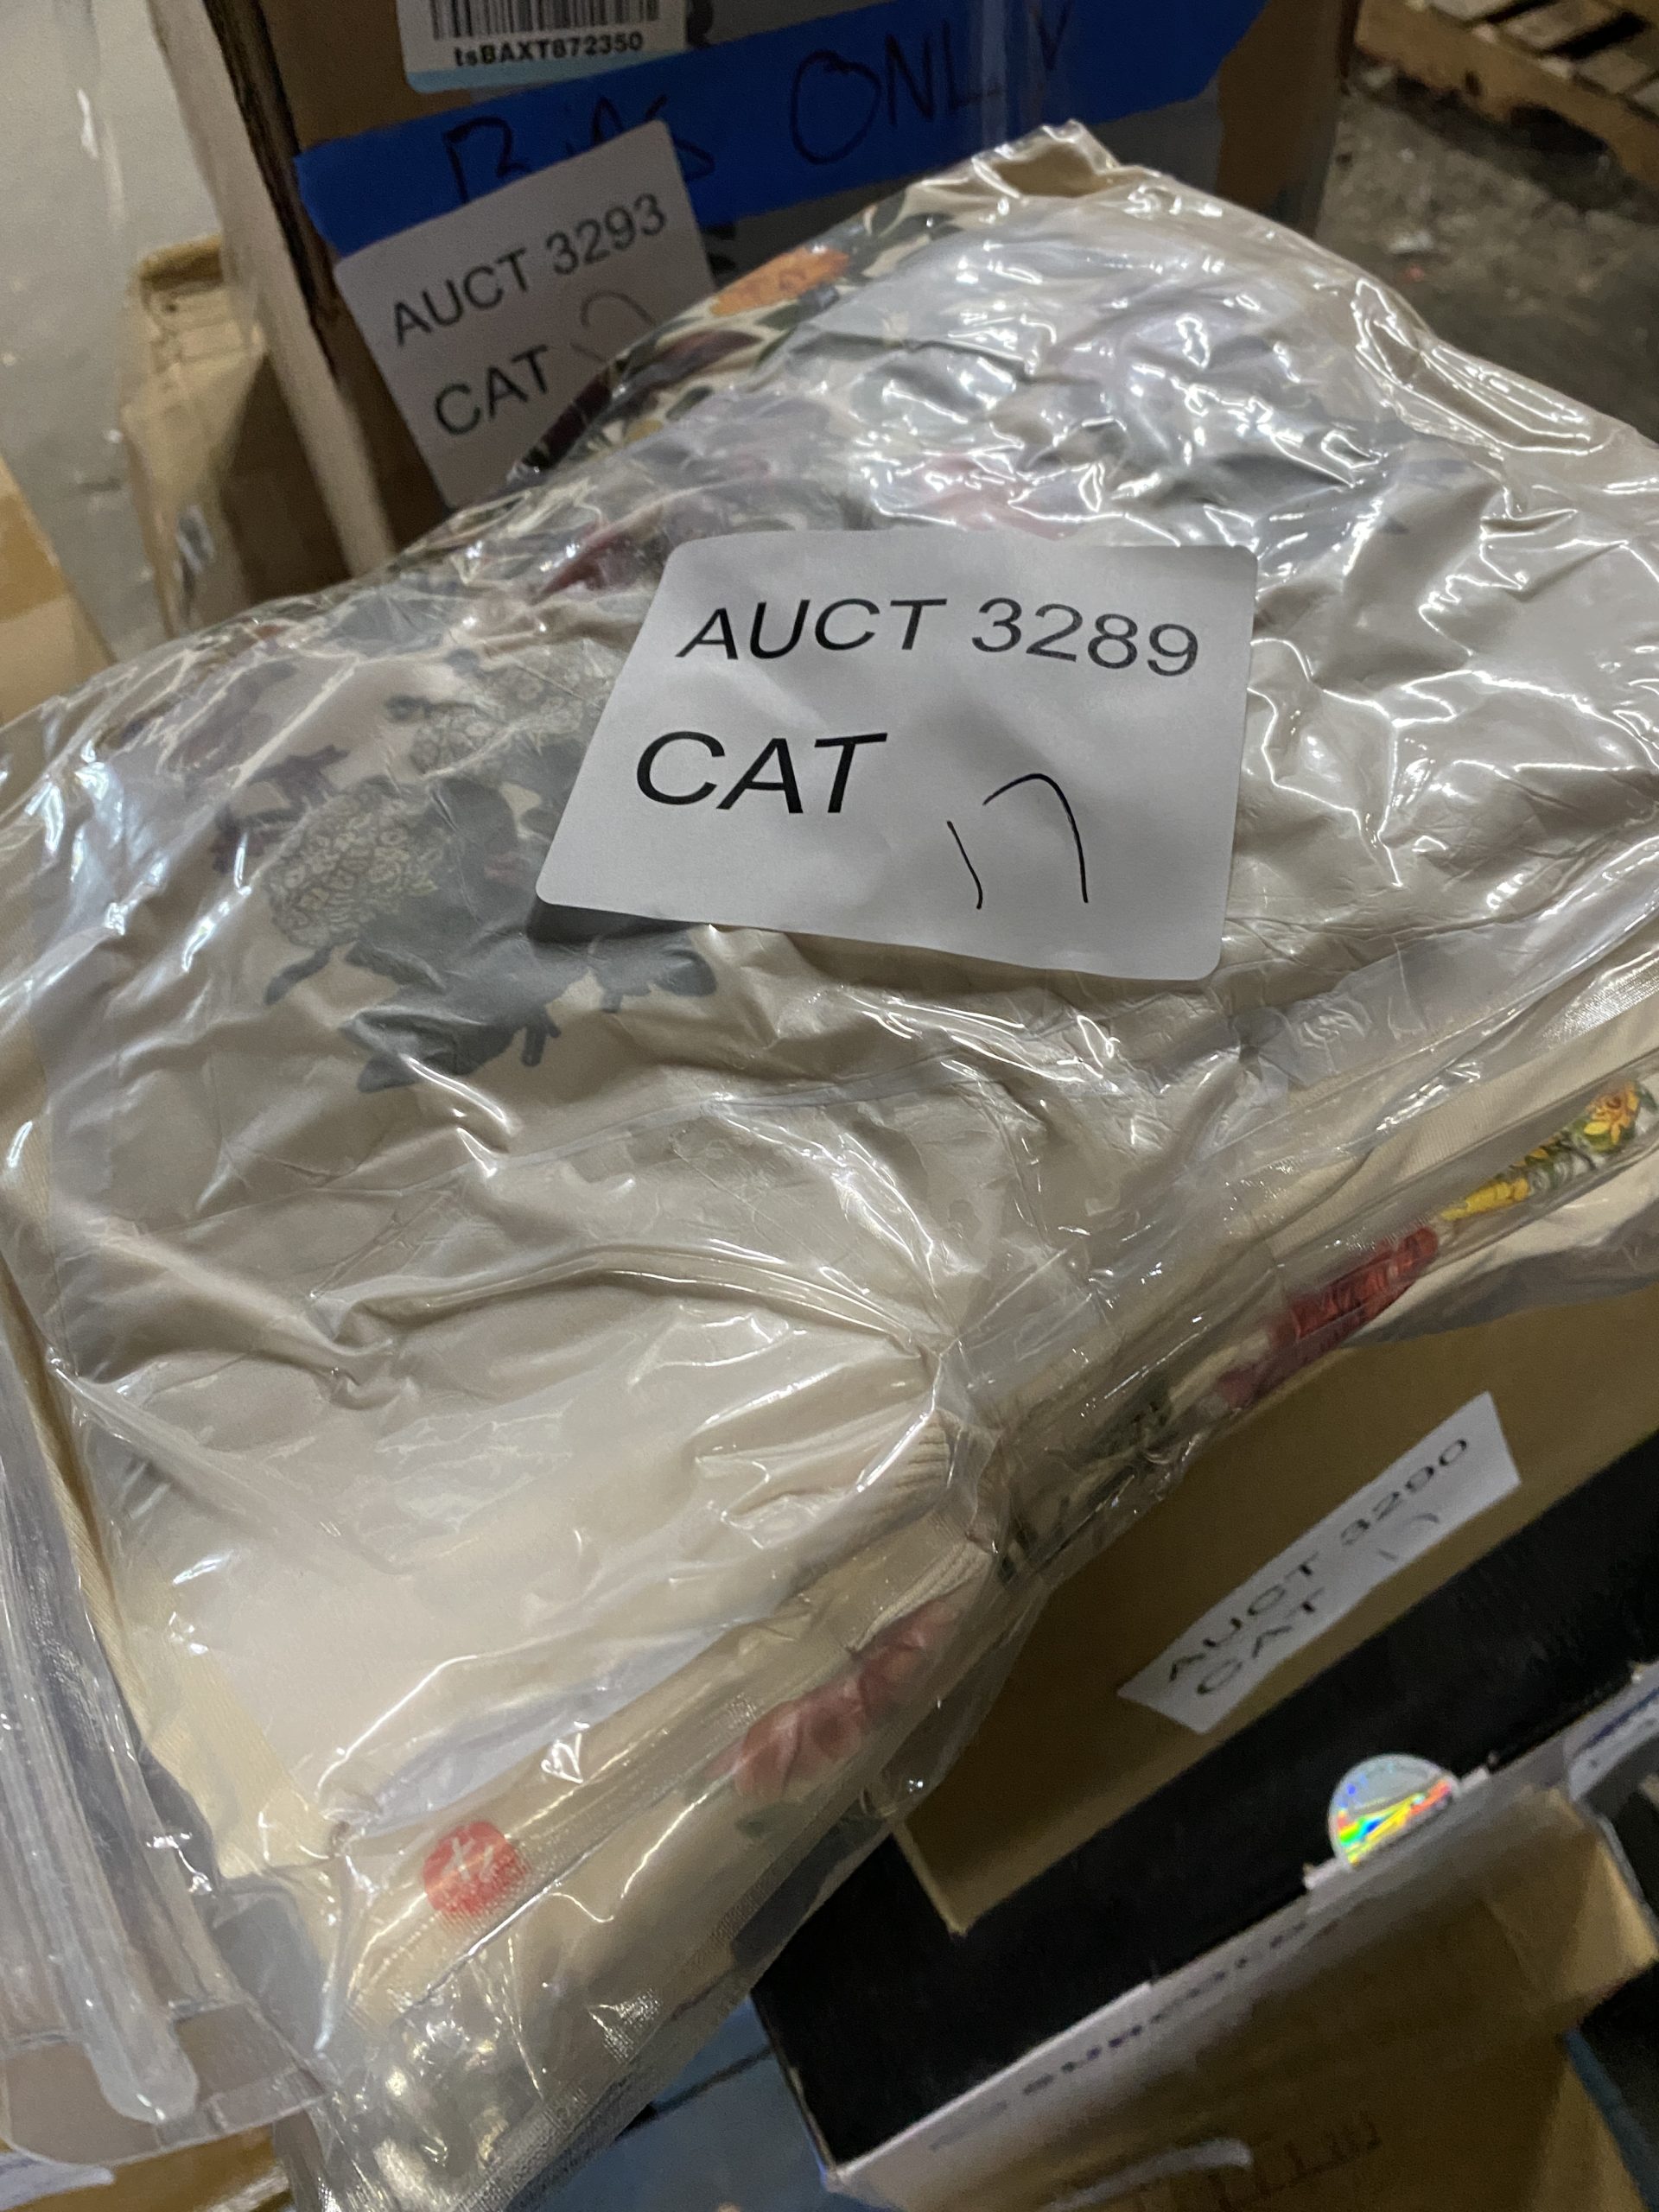 tsBAXT872350
ONLY
AUCT 3293
CAT
AUCT 3289
CAT 17
AUCT 3290
CAT